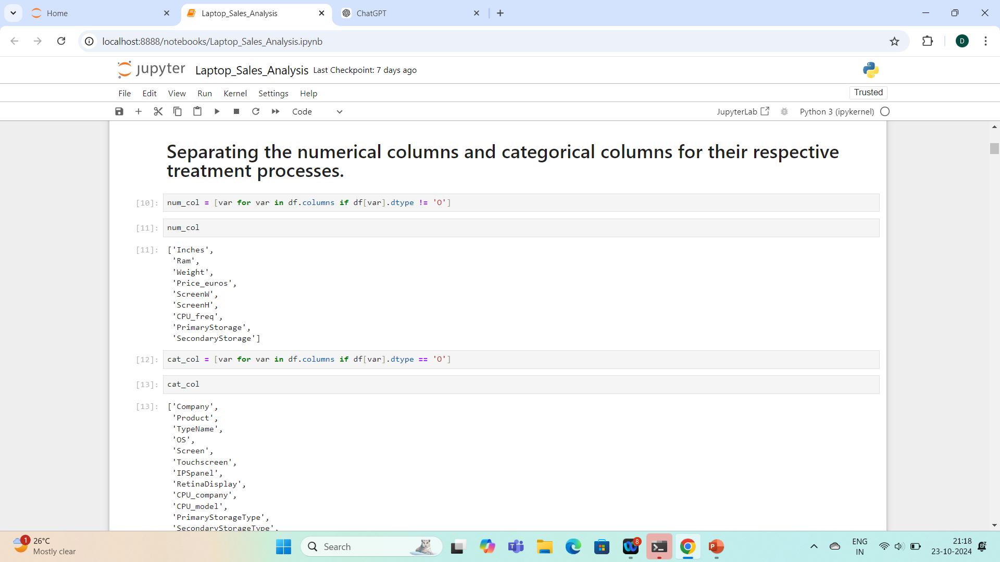 Home
Laptop_Sales_Analysis
ChatGPT
localhost:8888/notebooks/Laptop_Sales_Analysis.ipynb
D
jupyter Laptop_Sales_Analysis Last Checkpoint: 7 days ago
File Edit View Run Kernel Settings Help
Trusted
Code
JupyterLab
Python 3 (ipykernel)
Separating the numerical columns and categorical columns for their respective
treatment processes.
[10]: num_col = [var for var in df.columns if df[var].dtype != 'O']
[11]: num_col
[11]: ['Inches',
'Ram',
'Weight',
'Price_euros',
'ScreenW',
'ScreenH',
'CPU_freq',
'PrimaryStorage',
'SecondaryStorage']
[12]: cat_col = [var for var in df.columns if df[var].dtype == 'O']
[13]: cat_col
[13]: ['Company',
'Product',
'TypeName',
'OS',
'Screen',
'Touchscreen',
'IPSpanel',
'RetinaDisplay',
'CPU_company',
'CPU_model',
'PrimaryStorageType',
'SecondaryStorageType',
1
26°C
Mostly clear
Search
8
ENG
IN
21:18
23-10-2024